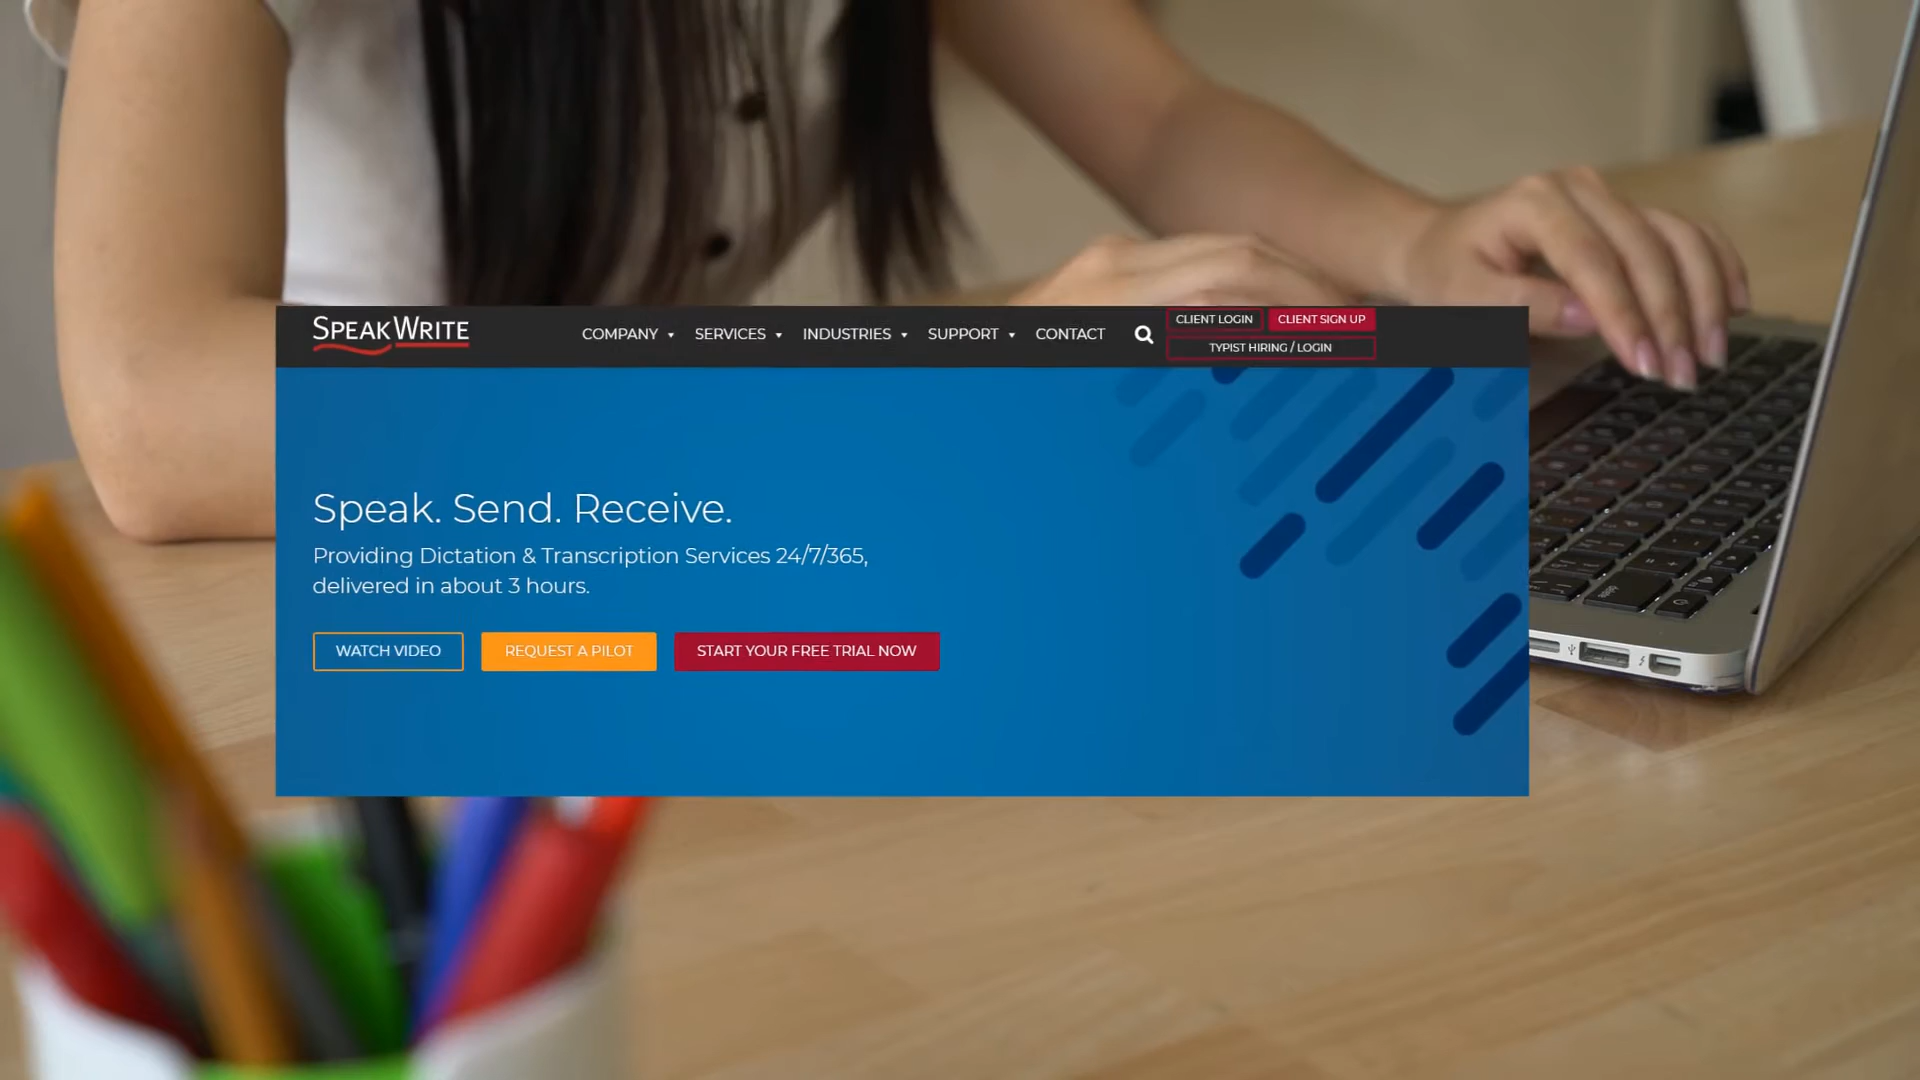 SPEAKWRITE
COMPANY
SERVICES
INDUSTRIES
SUPPORT
CONTACT
CLIENT LOGIN
CLIENT SIGN UP
TYPIST HIRING / LOGIN
Speak. Send. Receive.
Providing Dictation & Transcription Services 24/7/365,
delivered in about 3 hours.
WATCH VIDEO
REQUEST A PILOT
START YOUR FREE TRIAL NOW